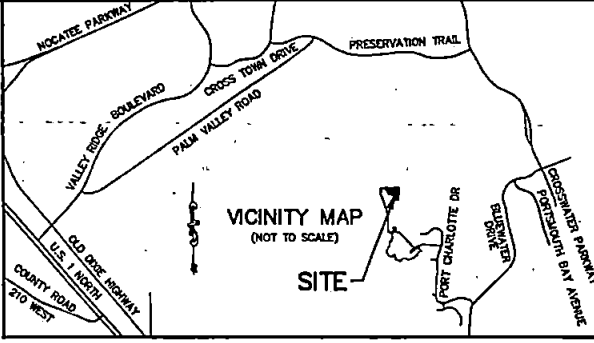 NOCATEE PARKWAY
VALLEY RIDGE BOULEVARD
CROSS TOWN DRIVE
PALM VALLEY ROAD
PRESERVATION TRAIL
VICINITY MAP
(NOT TO SCALE)
SITE
PORT CHARLOTTE DR
BLUEWATER
DRIVE
CROSSWATER PARKWAY
PORTSMOUTH BAY AVENUE
OLD DIXIE HIGHWAY
U.S. 1 NORTH
COUNTY ROAD
210 WEST